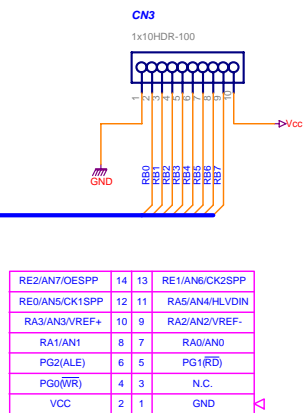 CN3
1x10HDR-100
1 2 3 4 5 6 7 8 9 10
Vcc
GND
RB0 RB1 RB2 RB3 RB4 RB5 RB6 RB7
RE2/AN7/OESPP 14 13 RE1/AN6/CK2SPP
RE0/AN5/CK1SPP 12 11 RA5/AN4/HLVDIN
RA3/AN3/VREF+ 10 9 RA2/AN2/VREF-
RA1/AN1 8 7 RA0/AN0
PG2(ALE) 6 5 PG1(RD)
PG0(WR) 4 3 N.C.
VCC 2 1 GND